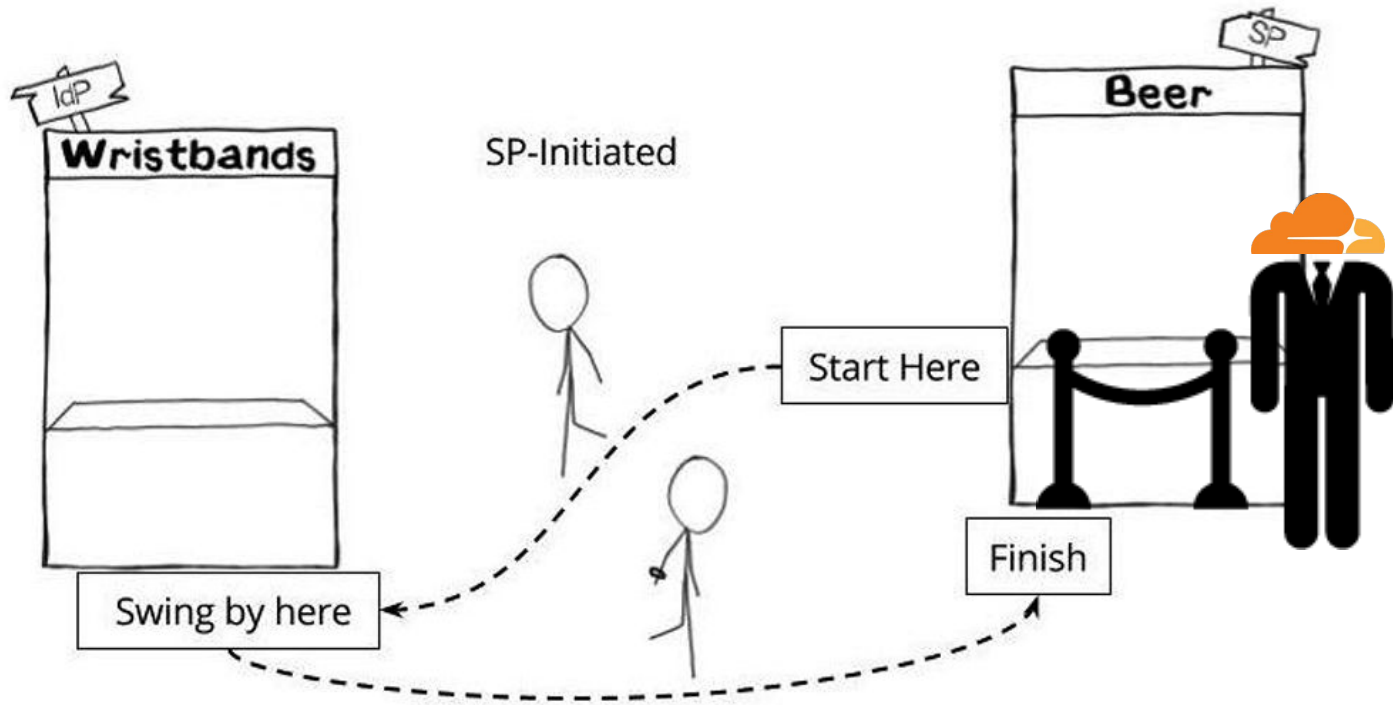 IdP
Wristbands
SP-Initiated
SP
Beer
Start Here
Swing by here
Finish